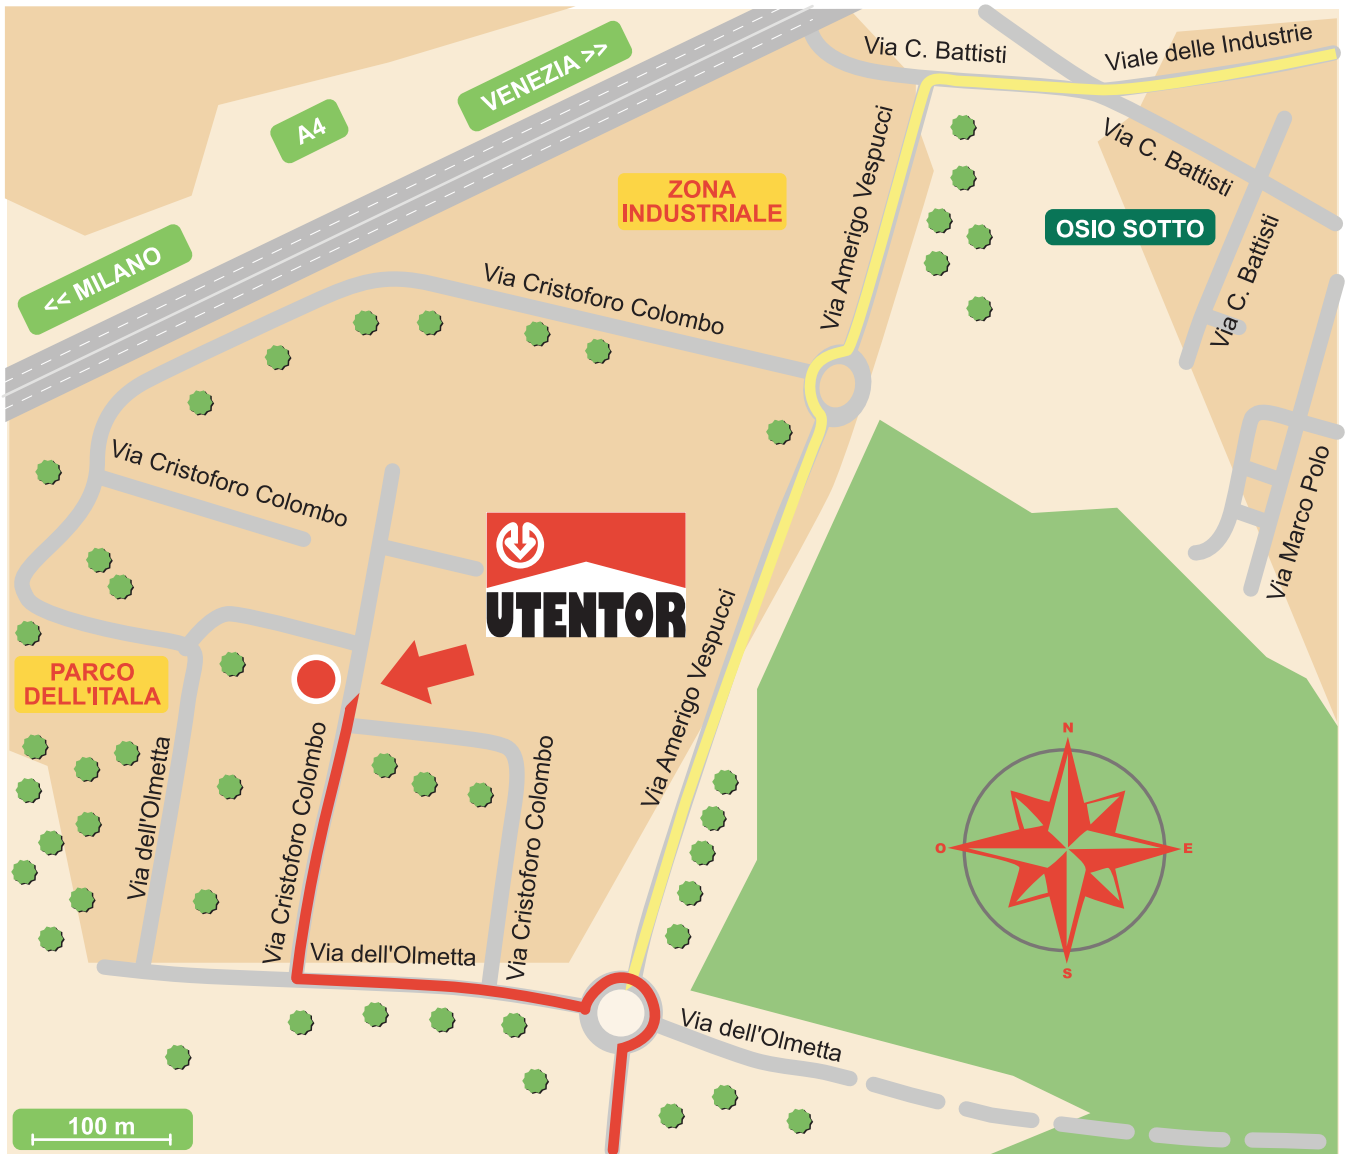 Via C. Battisti
Viale delle Industrie
VENEZIA >>
A4
Via C. Battisti
Via Amerigo Vespucci
ZONA
INDUSTRIALE
OSIO SOTTO
<< MILANO
Via C. Battisti
Via Cristoforo Colombo
Via Cristoforo Colombo
Via Marco Polo
UTENTOR
Via Amerigo Vespucci
PARCO
DELL'ITALA
Via dell'Olmetta
Via Cristoforo Colombo
Via Cristoforo Colombo
N
O
E
S
Via dell'Olmetta
Via dell'Olmetta
100 m